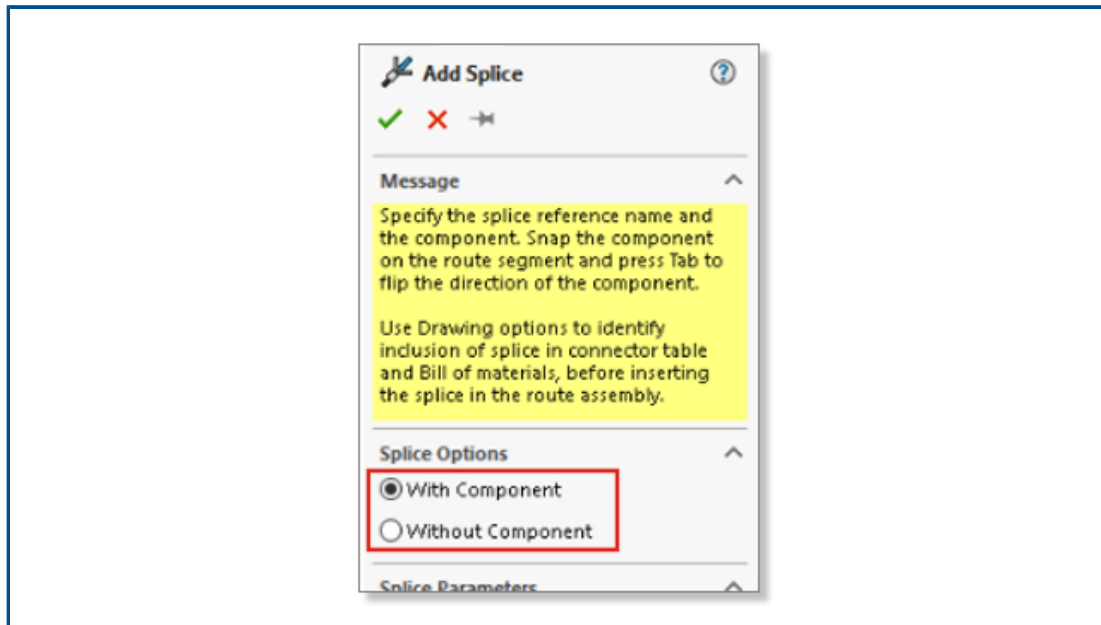 Add Splice
Message
Specify the splice reference name and
the component. Snap the component
on the route segment and press Tab to
flip the direction of the component.
Use Drawing options to identify
inclusion of splice in connector table
and Bill of materials, before inserting
the splice in the route assembly.
Splice Options
With Component
Without Component
Splice Parameters